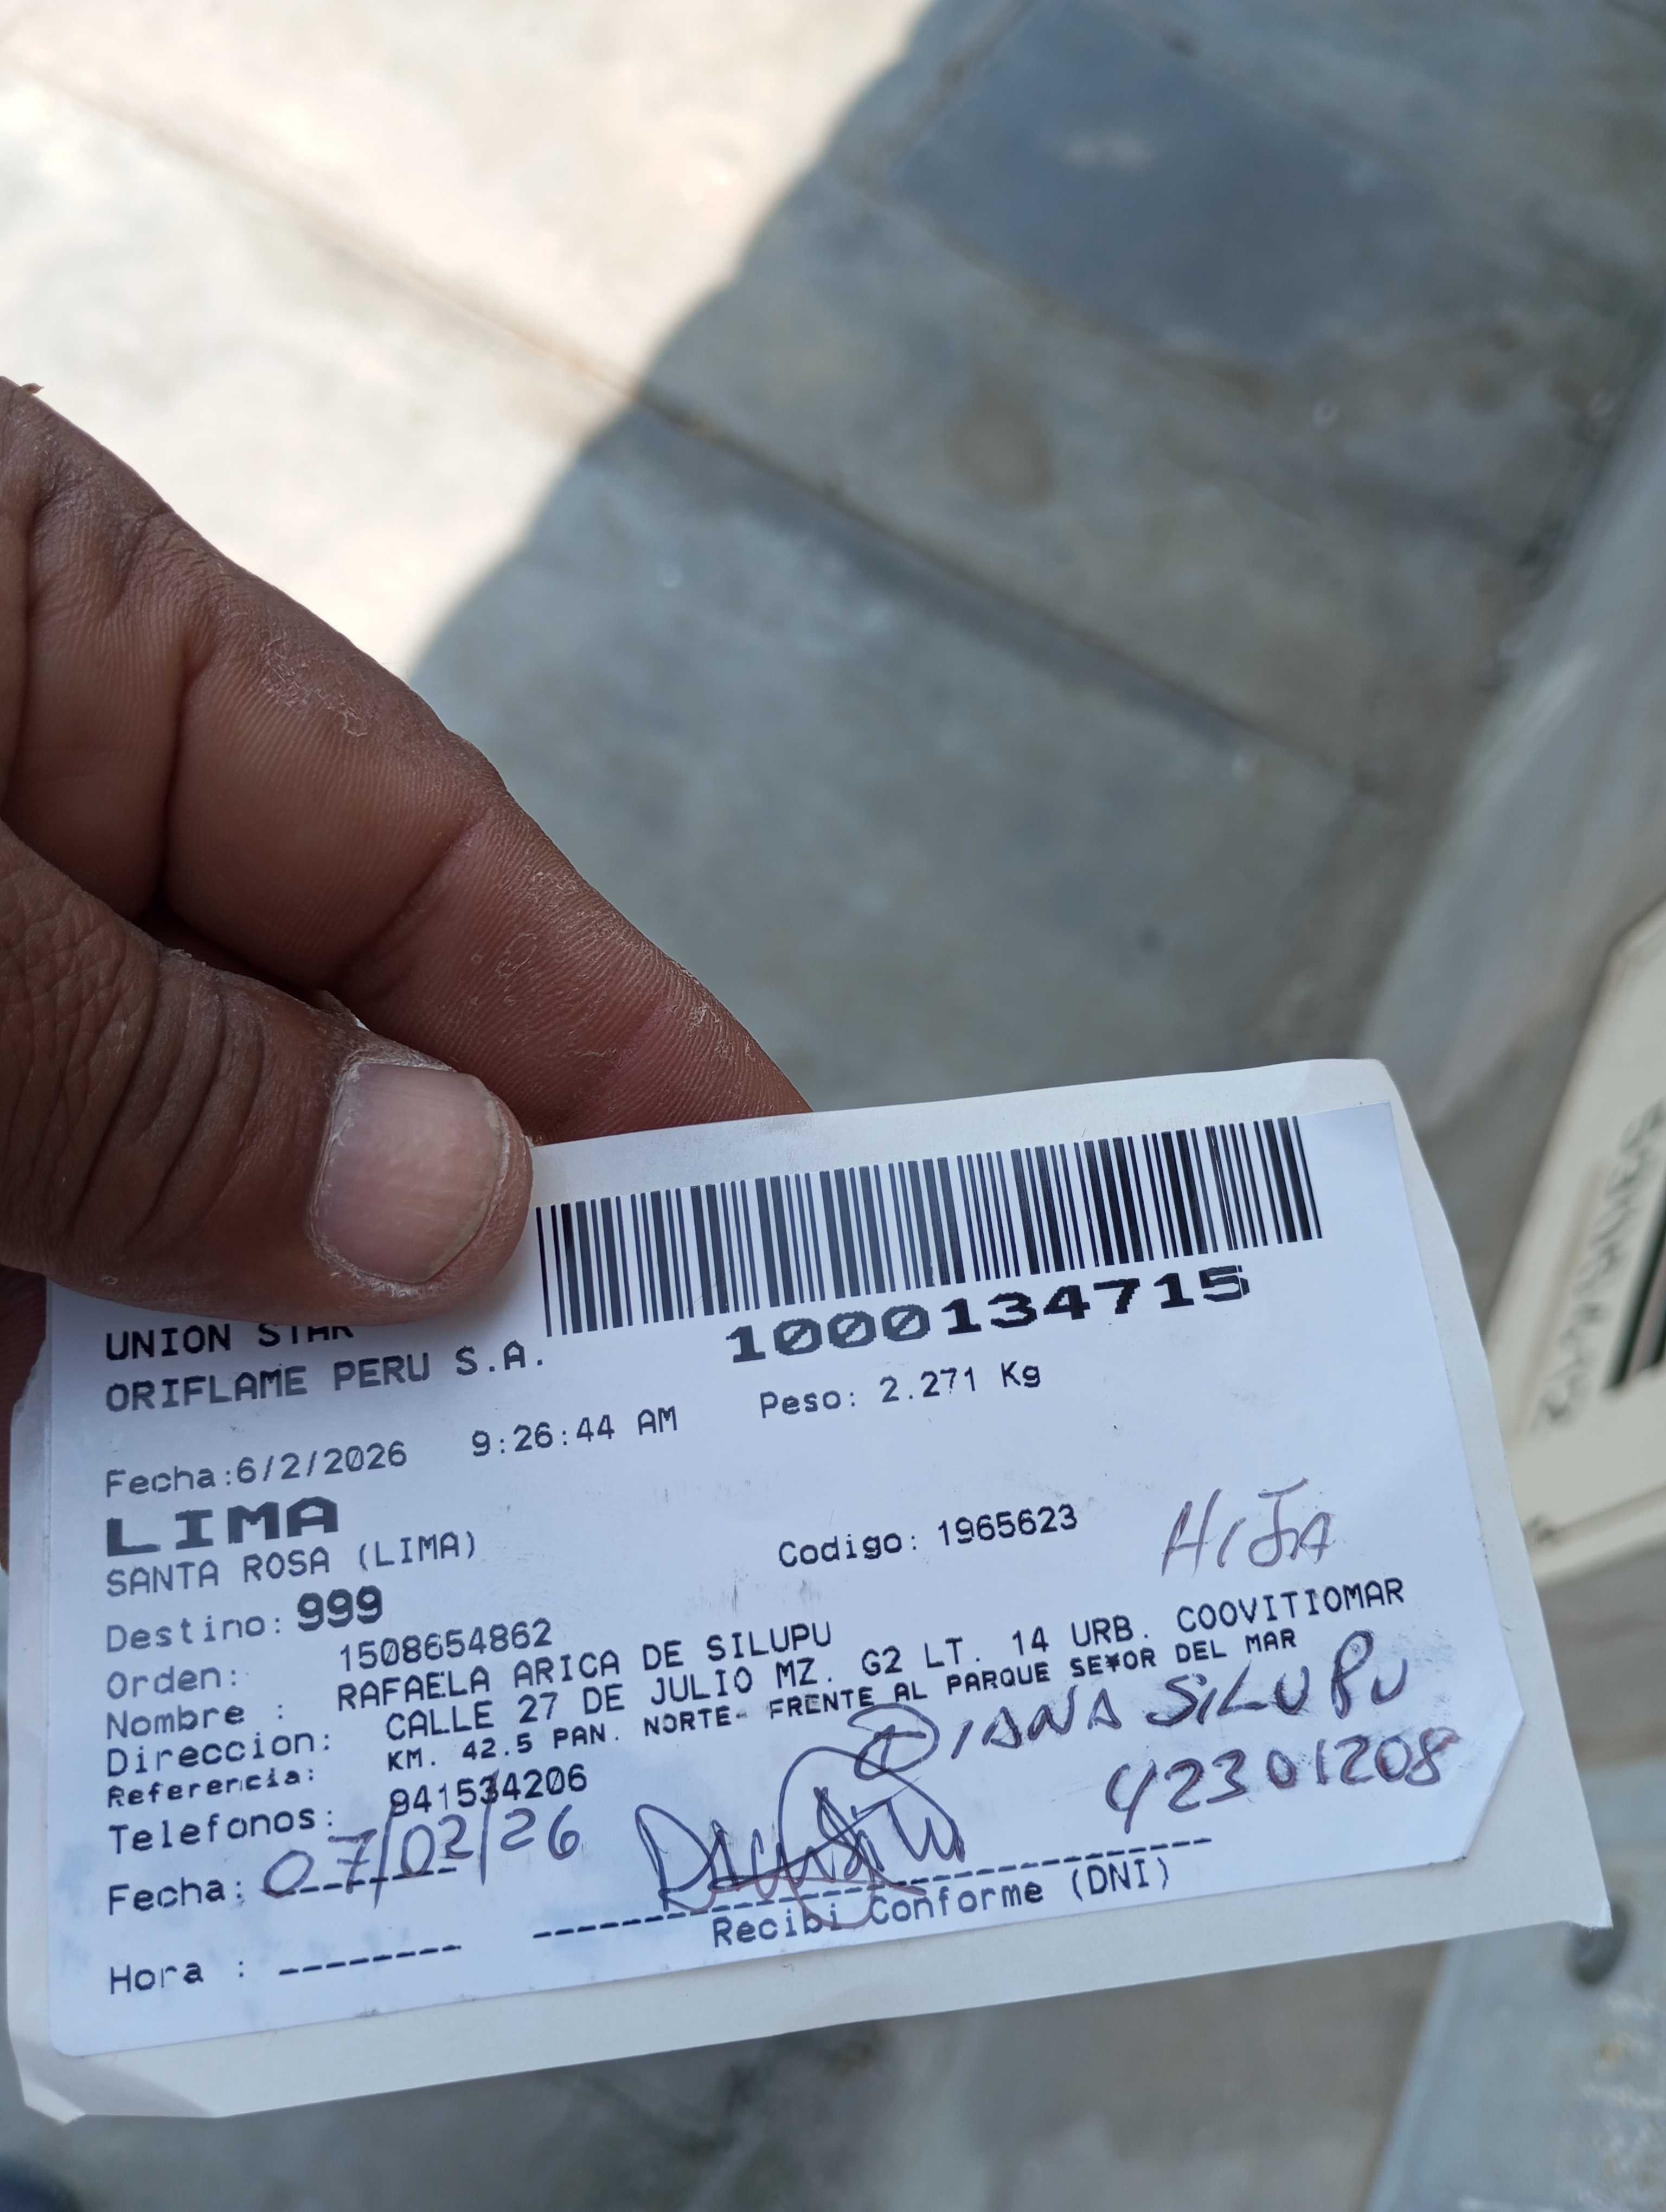 1000134715
UNION STAR
ORIFLAME PERU S.A.
Fecha:6/2/2026 9:26:44 AM Peso: 2.271 Kg
LIMA
SANTA ROSA (LIMA)
Codigo: 1965623 HIJA
Destino: 999
Orden: 1508654862
Nombre : RAFAELA ARICA DE SILUPU
Direccion: CALLE 27 DE JULIO MZ. G2 LT. 14 URB. COOVITIOMAR
Referencia: KM. 42.5 PAN. NORTE- FRENTE AL PARQUE SE¥OR DEL MAR
DIANA SILUPU
Telefonos: 941534206
42301208
Fecha: 07/02/26
Recibi Conforme (DNI)
Hora :